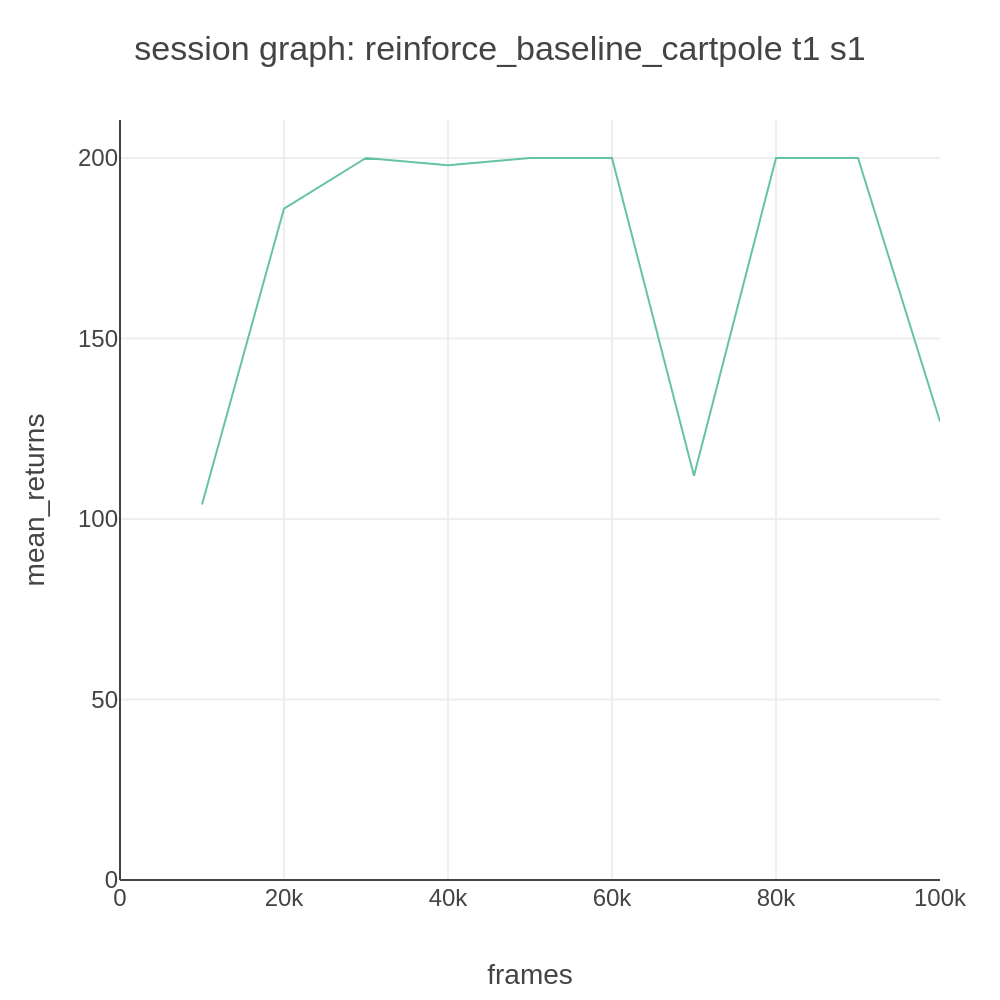 session graph: reinforce_baseline_cartpole t1 s1
200
150
100
50
0
mean_returns
0
20k
40k
60k
80k
100k
frames